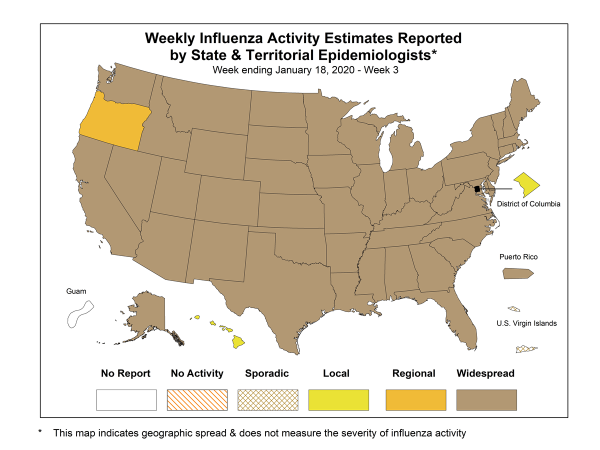 Weekly Influenza Activity Estimates Reported
by State & Territorial Epidemiologists*
Week ending January 18, 2020 - Week 3
District of Columbia
Puerto Rico
Guam
U.S. Virgin Islands
No Report No Activity Sporadic Local Regional Widespread
* This map indicates geographic spread & does not measure the severity of influenza activity